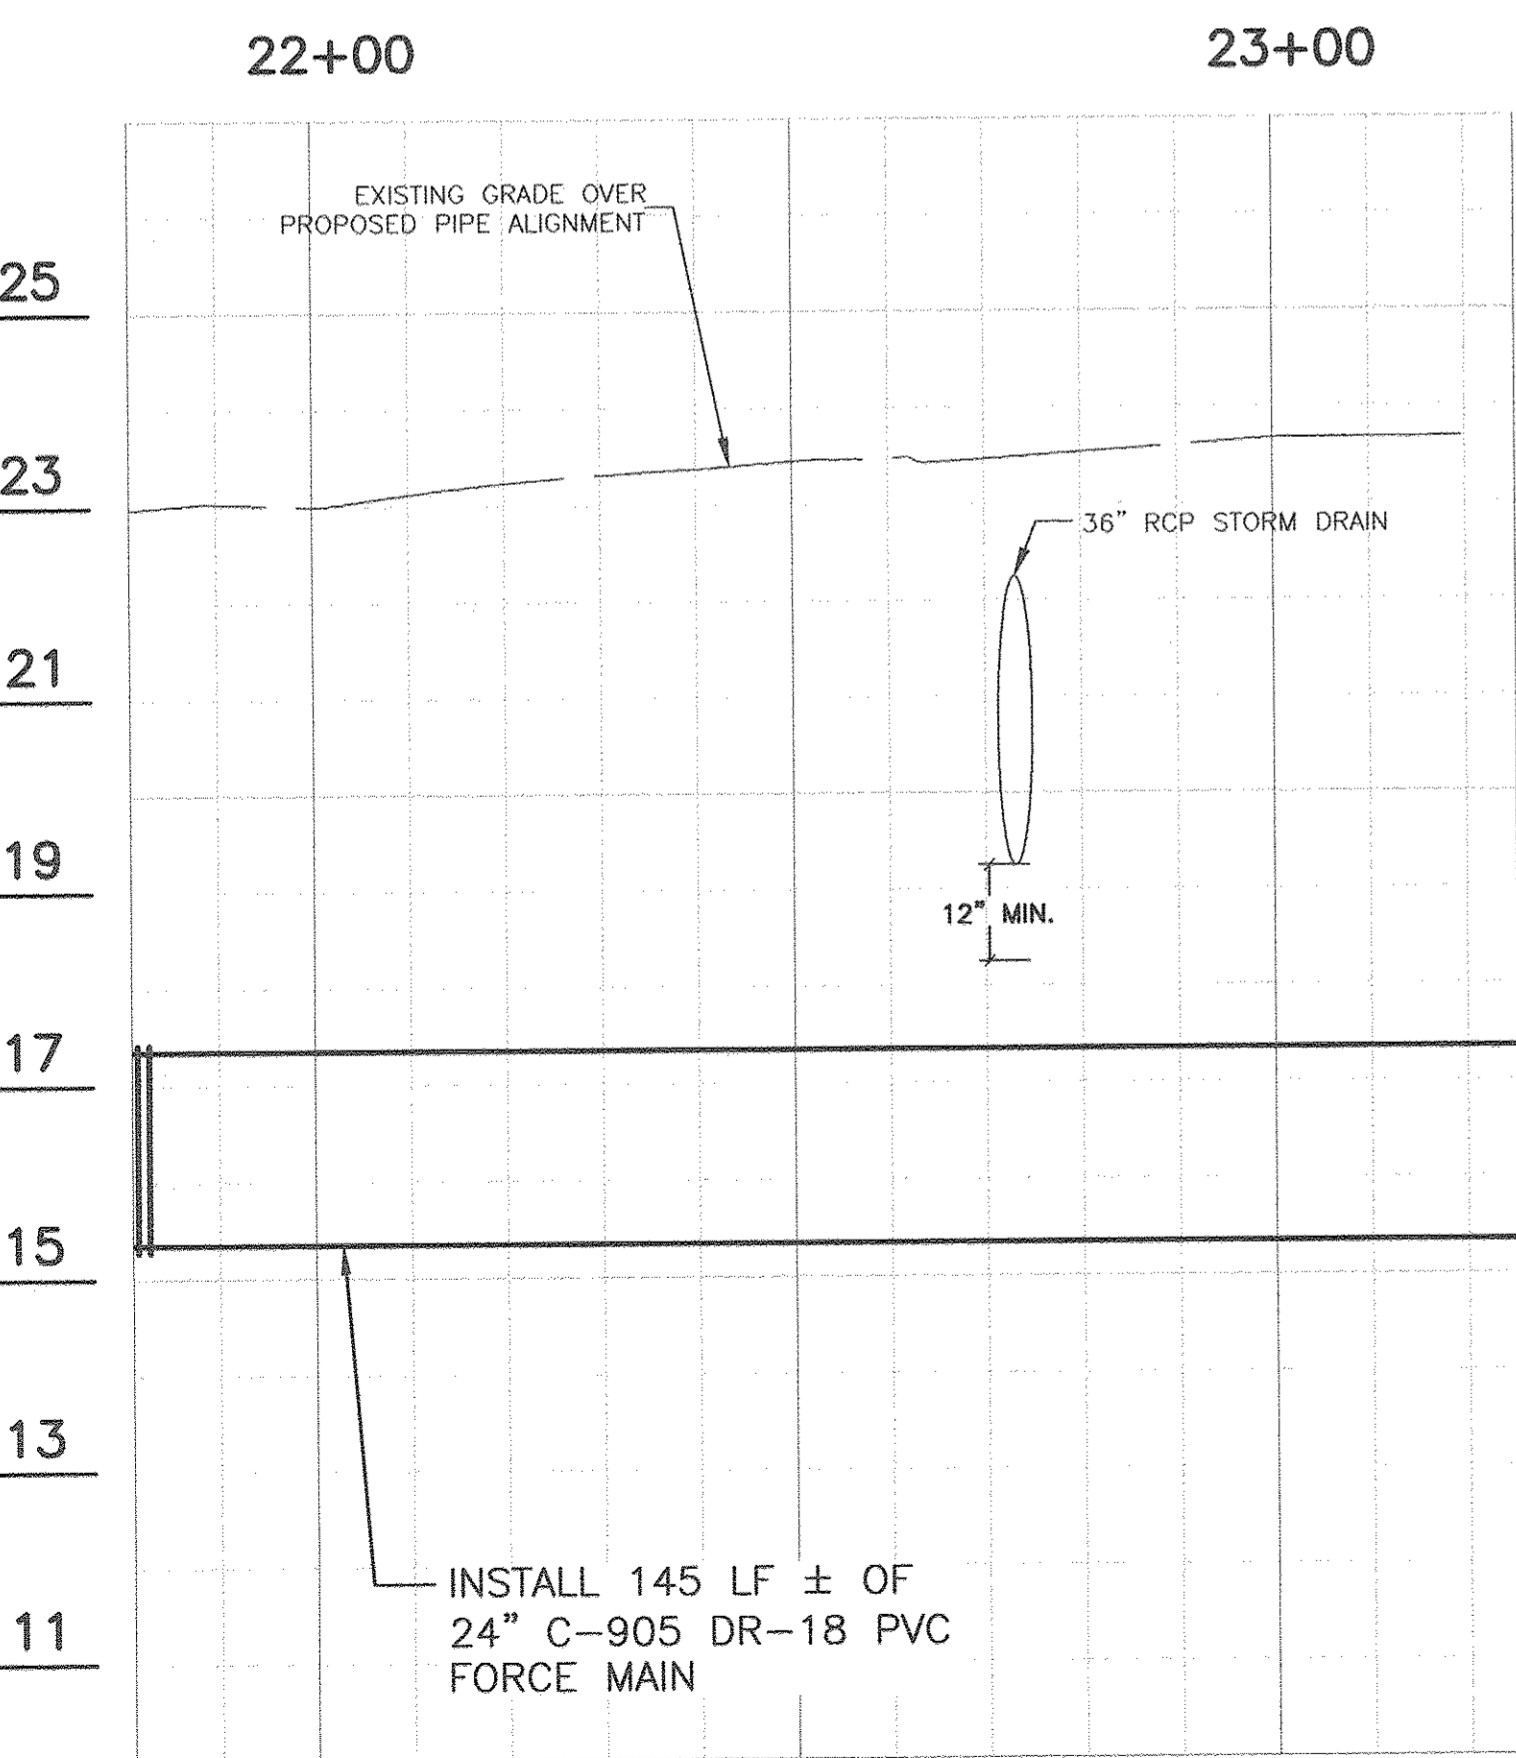 22+00
23+00
EXISTING GRADE OVER
PROPOSED PIPE ALIGNMENT
25
23
36" RCP STORM DRAIN
21
19
12" MIN.
17
15
13
INSTALL 145 LF ± OF
24" C-905 DR-18 PVC
FORCE MAIN
11